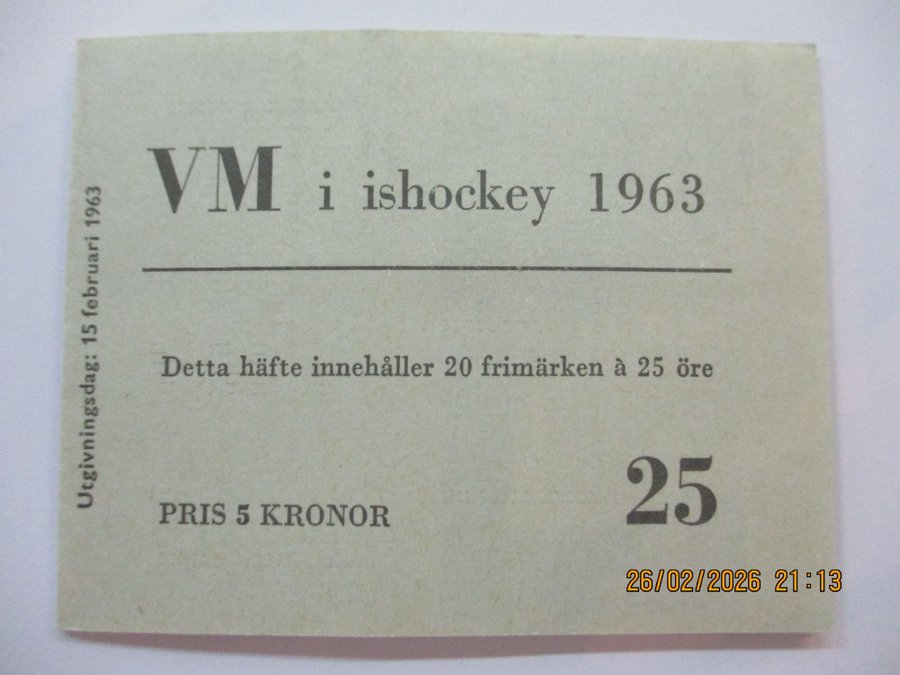 VM i ishockey 1963
Utgivningsdag: 15 februari 1963
Detta häfte innehåller 20 frimärken à 25 öre
PRIS 5 KRONOR
25
26/02/2026 21:13